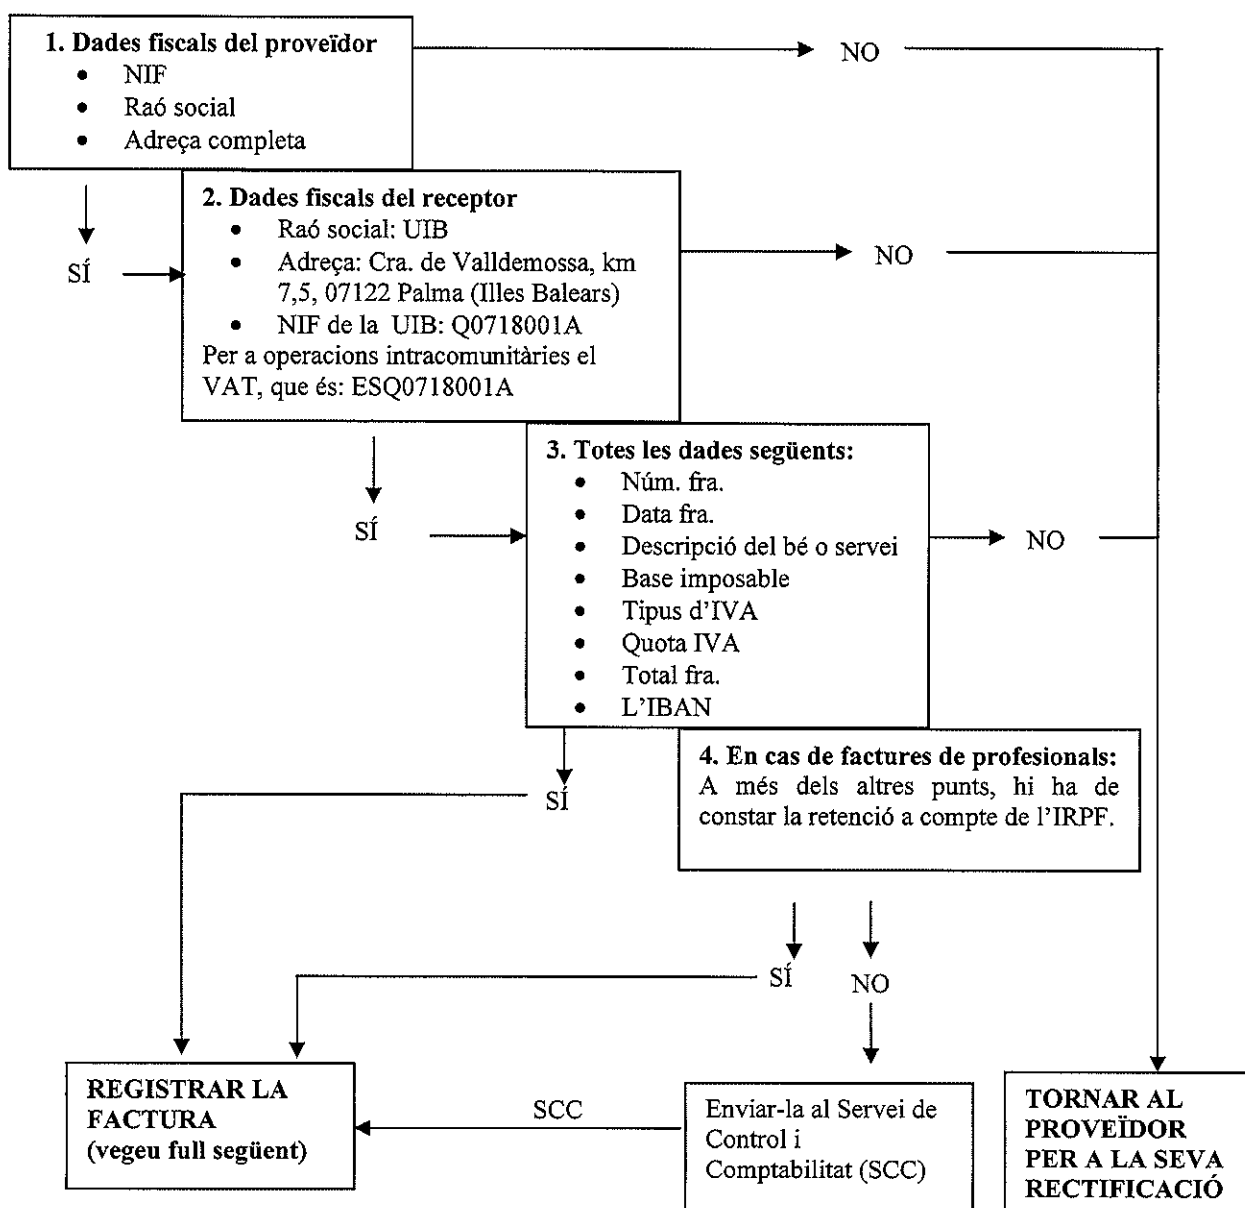 1. Dades fiscals del proveïdor
• NIF
• Raó social
• Adreça completa
NO
SÍ
2. Dades fiscals del receptor
• Raó social: UIB
• Adreça: Cra. de Valldemossa, km
7,5, 07122 Palma (Illes Balears)
• NIF de la UIB: Q0718001A
Per a operacions intracomunitàries el
VAT, que és: ESQ0718001A
NO
SÍ
3. Totes les dades següents:
• Núm. fra.
• Data fra.
• Descripció del bé o servei
• Base imposable
• Tipus d'IVA
• Quota IVA
• Total fra.
• L'IBAN
NO
SÍ
4. En cas de factures de profesionals:
A més dels altres punts, hi ha de
constar la retenció a compte de l'IRPF.
SÍ
NO
REGISTRAR LA
FACTURA
(vegeu full següent)
SCC
Enviar-la al Servei de
Control i
Comptabilitat (SCC)
TORNAR AL
PROVEÏDOR
PER A LA SEVA
RECTIFICACIÓ